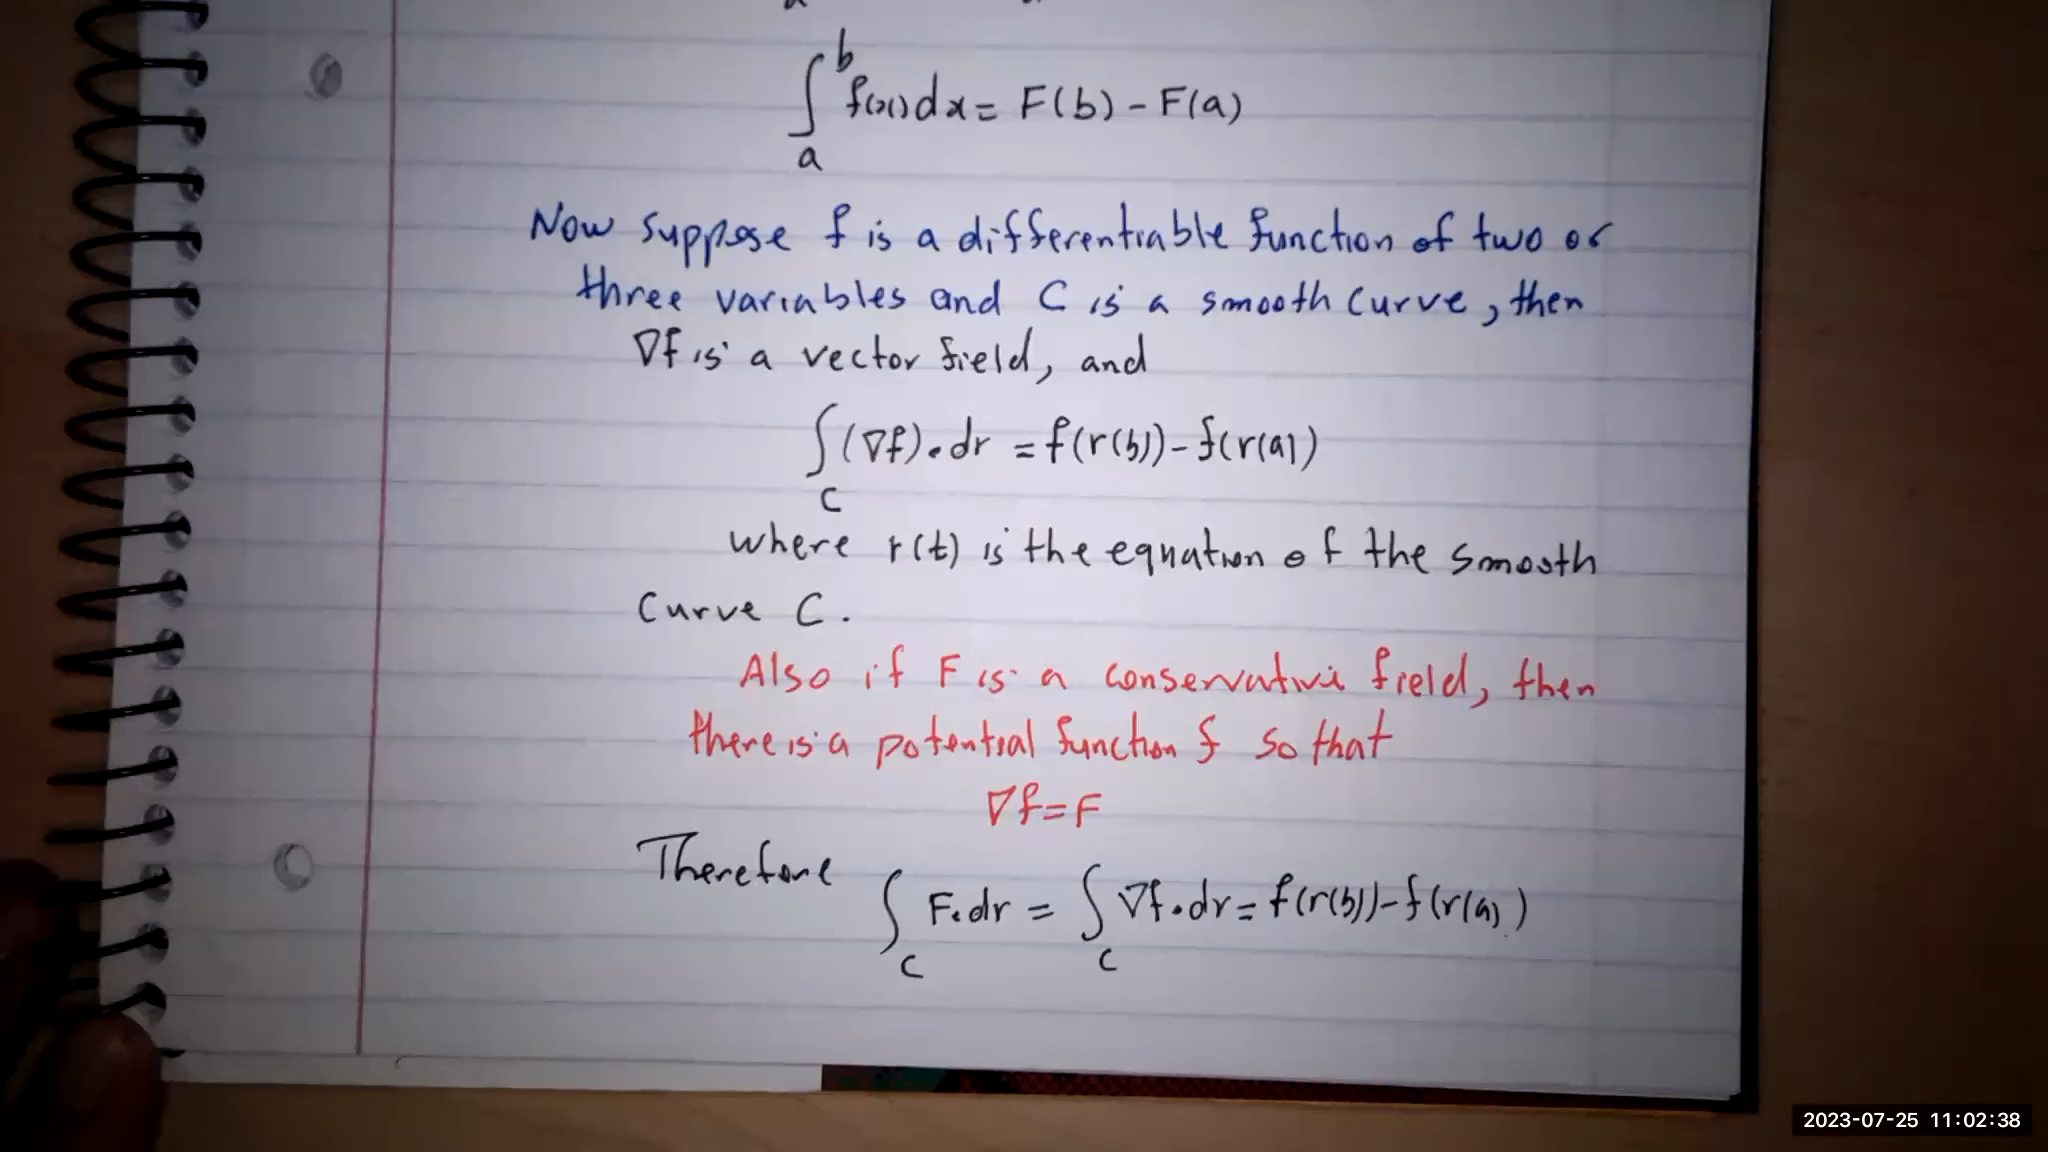 ∫_a^b f(x)dx = F(b) - F(a)
Now suppose f is a differentiable function of two or
three variables and C is a smooth curve, then
∇f is a vector field, and
∫_C (∇f)•dr = f(r(b)) - f(r(a))
where r(t) is the equation of the smooth
Curve C.
Also if F is a conservative field, then
there is a potential function f so that
∇f = F
Therefore ∫_C F•dr = ∫_C ∇f•dr = f(r(b)) - f(r(a))
2023-07-25 11:02:38